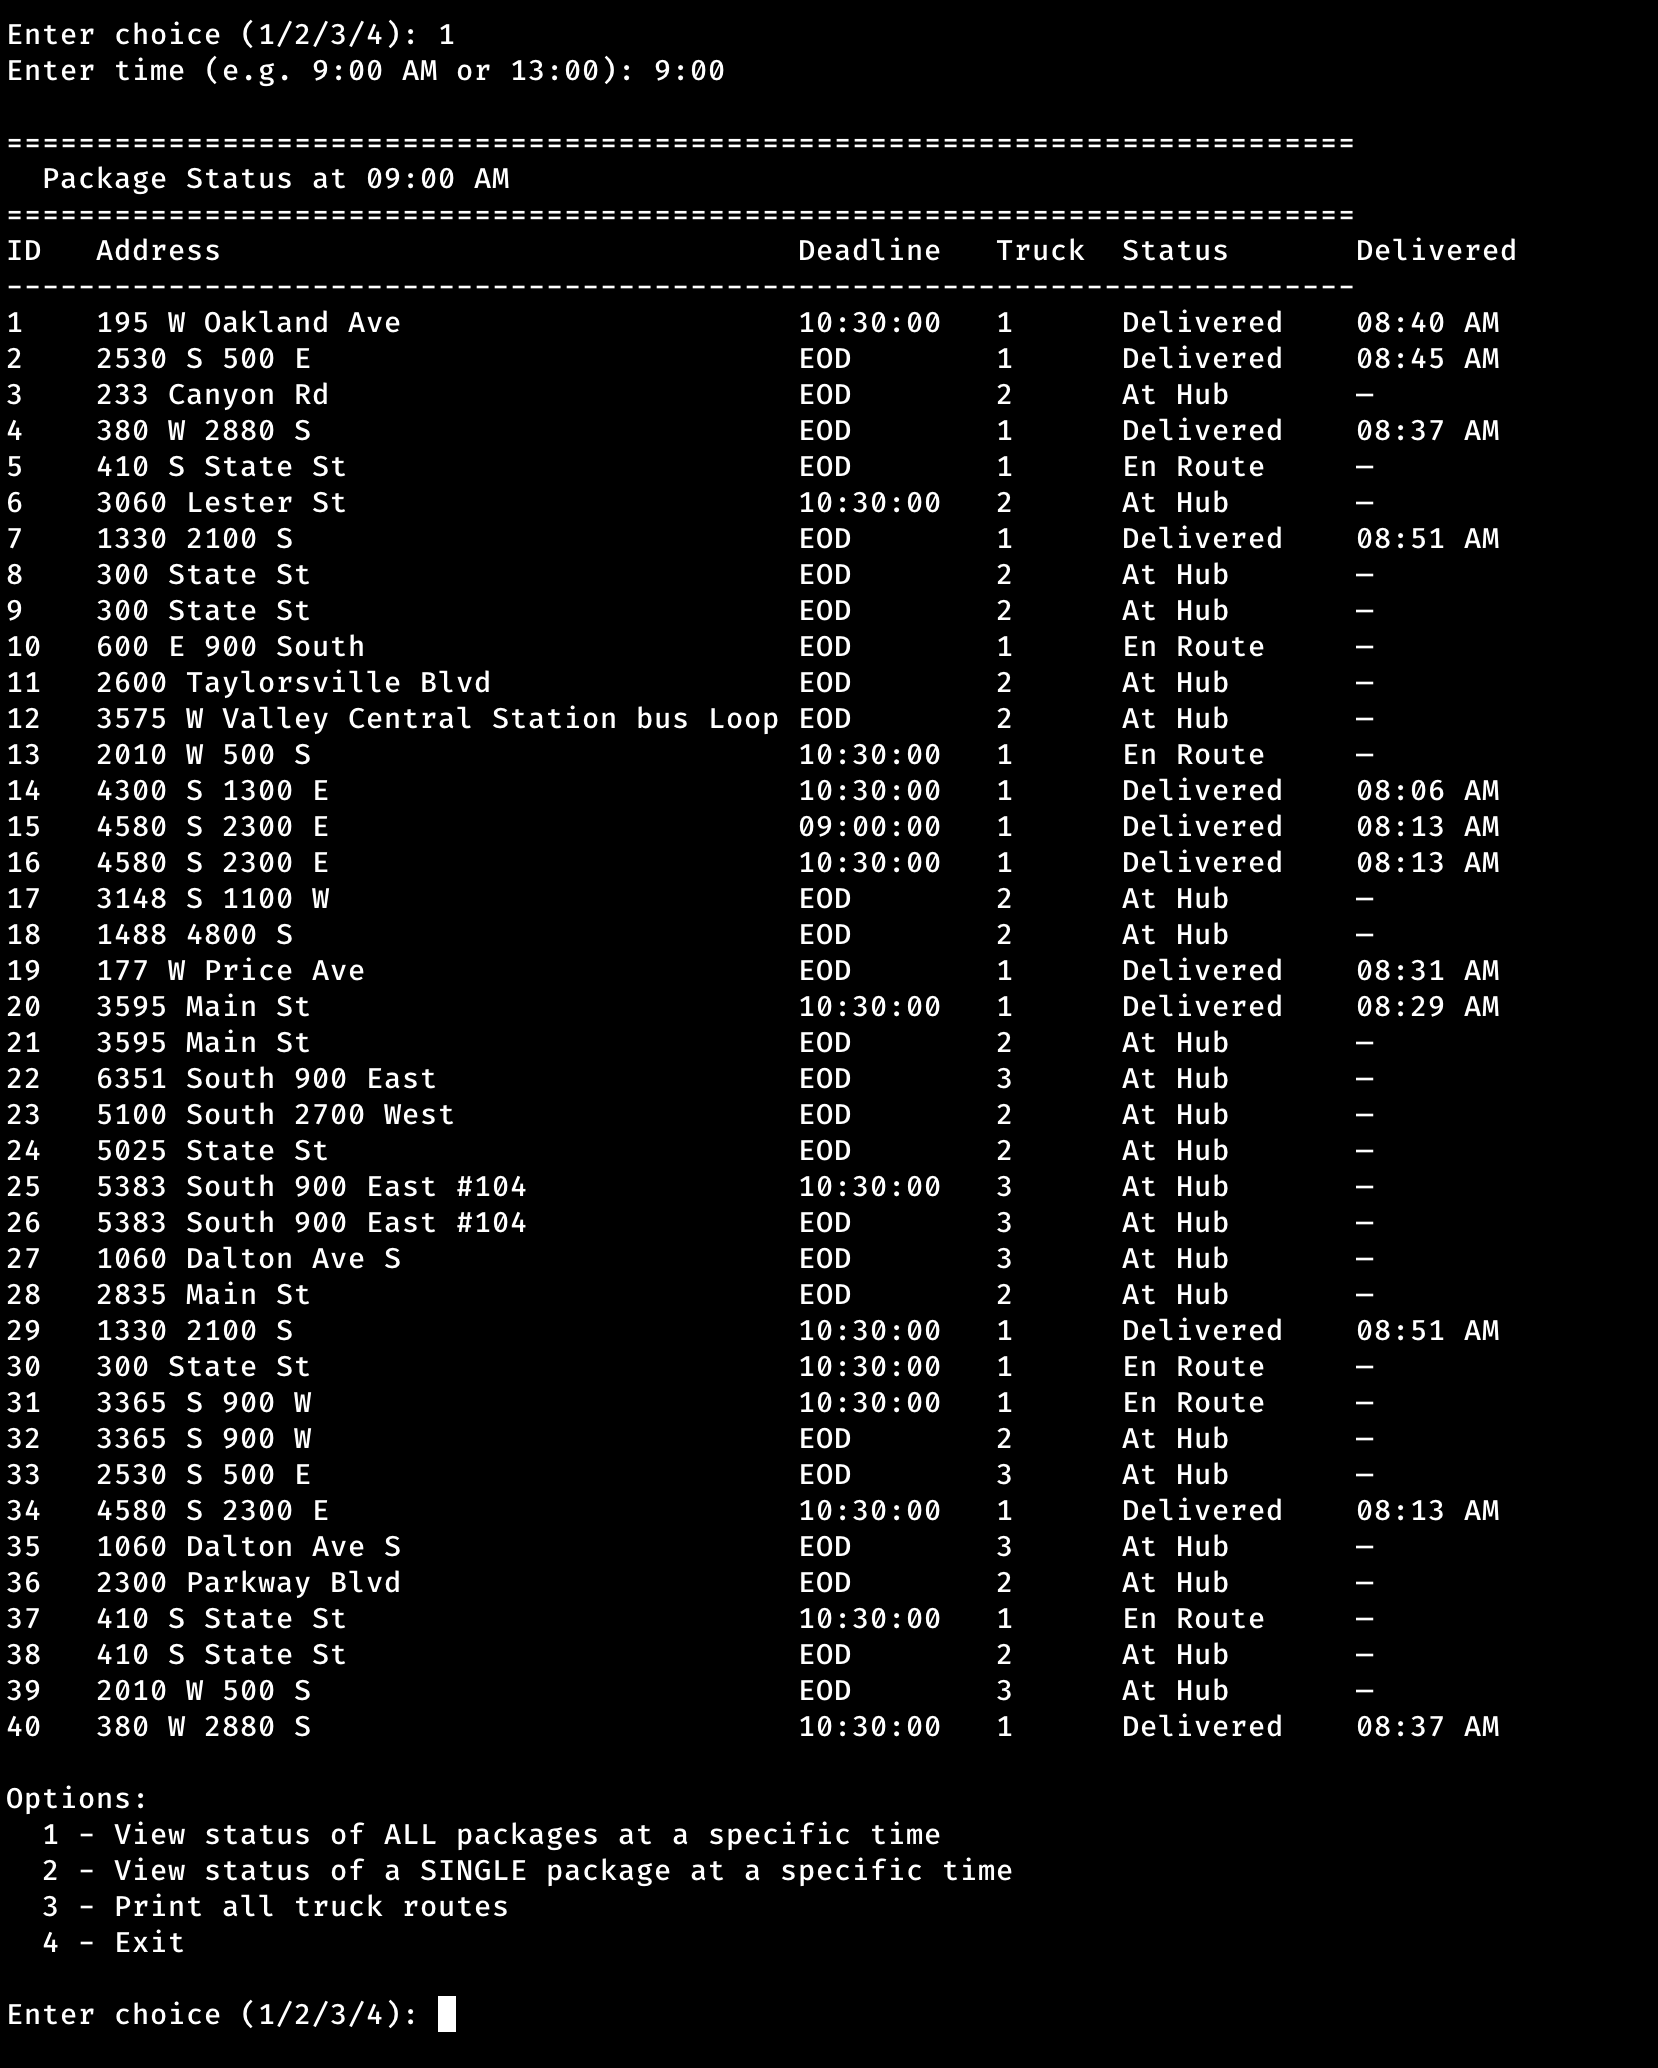 Enter choice (1/2/3/4): 1
Enter time (e.g. 9:00 AM or 13:00): 9:00
===========================================================================
  Package Status at 09:00 AM
===========================================================================
ID   Address                                Deadline   Truck  Status       Delivered
---------------------------------------------------------------------------
1    195 W Oakland Ave                      10:30:00   1      Delivered    08:40 AM
2    2530 S 500 E                           EOD        1      Delivered    08:45 AM
3    233 Canyon Rd                          EOD        2      At Hub       —
4    380 W 2880 S                           EOD        1      Delivered    08:37 AM
5    410 S State St                         EOD        1      En Route     —
6    3060 Lester St                         10:30:00   2      At Hub       —
7    1330 2100 S                            EOD        1      Delivered    08:51 AM
8    300 State St                           EOD        2      At Hub       —
9    300 State St                           EOD        2      At Hub       —
10   600 E 900 South                        EOD        1      En Route     —
11   2600 Taylorsville Blvd                 EOD        2      At Hub       —
12   3575 W Valley Central Station bus Loop EOD        2      At Hub       —
13   2010 W 500 S                           10:30:00   1      En Route     —
14   4300 S 1300 E                          10:30:00   1      Delivered    08:06 AM
15   4580 S 2300 E                          09:00:00   1      Delivered    08:13 AM
16   4580 S 2300 E                          10:30:00   1      Delivered    08:13 AM
17   3148 S 1100 W                          EOD        2      At Hub       —
18   1488 4800 S                            EOD        2      At Hub       —
19   177 W Price Ave                        EOD        1      Delivered    08:31 AM
20   3595 Main St                           10:30:00   1      Delivered    08:29 AM
21   3595 Main St                           EOD        2      At Hub       —
22   6351 South 900 East                    EOD        3      At Hub       —
23   5100 South 2700 West                   EOD        2      At Hub       —
24   5025 State St                          EOD        2      At Hub       —
25   5383 South 900 East #104               10:30:00   3      At Hub       —
26   5383 South 900 East #104               EOD        3      At Hub       —
27   1060 Dalton Ave S                      EOD        3      At Hub       —
28   2835 Main St                           EOD        2      At Hub       —
29   1330 2100 S                            10:30:00   1      Delivered    08:51 AM
30   300 State St                           10:30:00   1      En Route     —
31   3365 S 900 W                           10:30:00   1      En Route     —
32   3365 S 900 W                           EOD        2      At Hub       —
33   2530 S 500 E                           EOD        3      At Hub       —
34   4580 S 2300 E                          10:30:00   1      Delivered    08:13 AM
35   1060 Dalton Ave S                      EOD        3      At Hub       —
36   2300 Parkway Blvd                      EOD        2      At Hub       —
37   410 S State St                         10:30:00   1      En Route     —
38   410 S State St                         EOD        2      At Hub       —
39   2010 W 500 S                           EOD        3      At Hub       —
40   380 W 2880 S                           10:30:00   1      Delivered    08:37 AM
Options:
  1 - View status of ALL packages at a specific time
  2 - View status of a SINGLE package at a specific time
  3 - Print all truck routes
  4 - Exit
Enter choice (1/2/3/4):